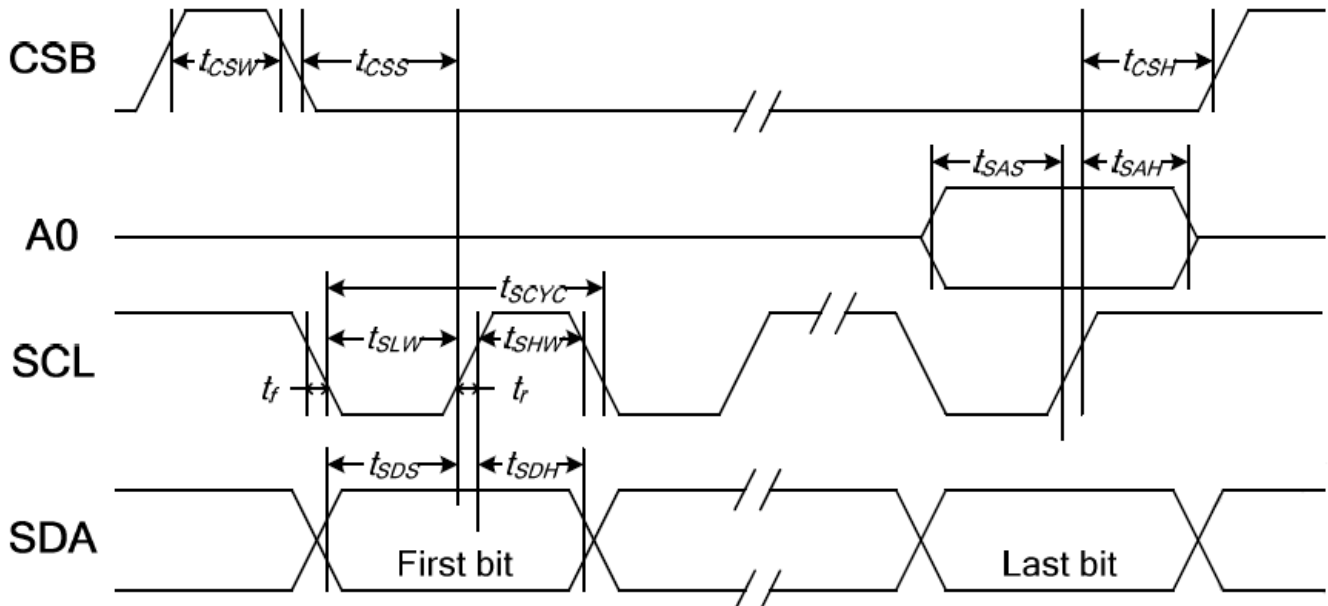 CSB tCSW tCSS tCSH
A0 tSAS tSAH
tSCYC
SCL tSLW tSHW
tf tr
tSDS tSDH
SDA First bit Last bit